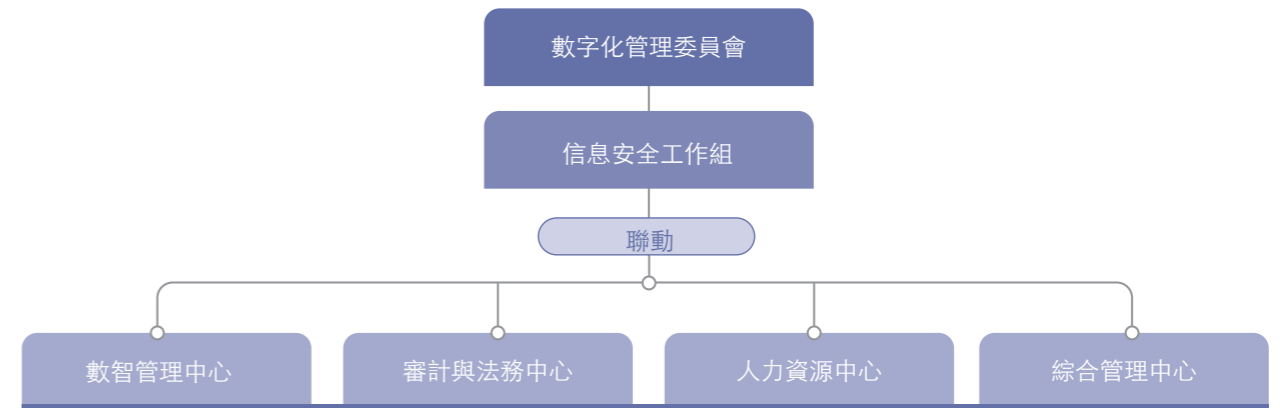 數字化管理委員會
信息安全工作組
聯動
數智管理中心
審計與法務中心
人力資源中心
綜合管理中心